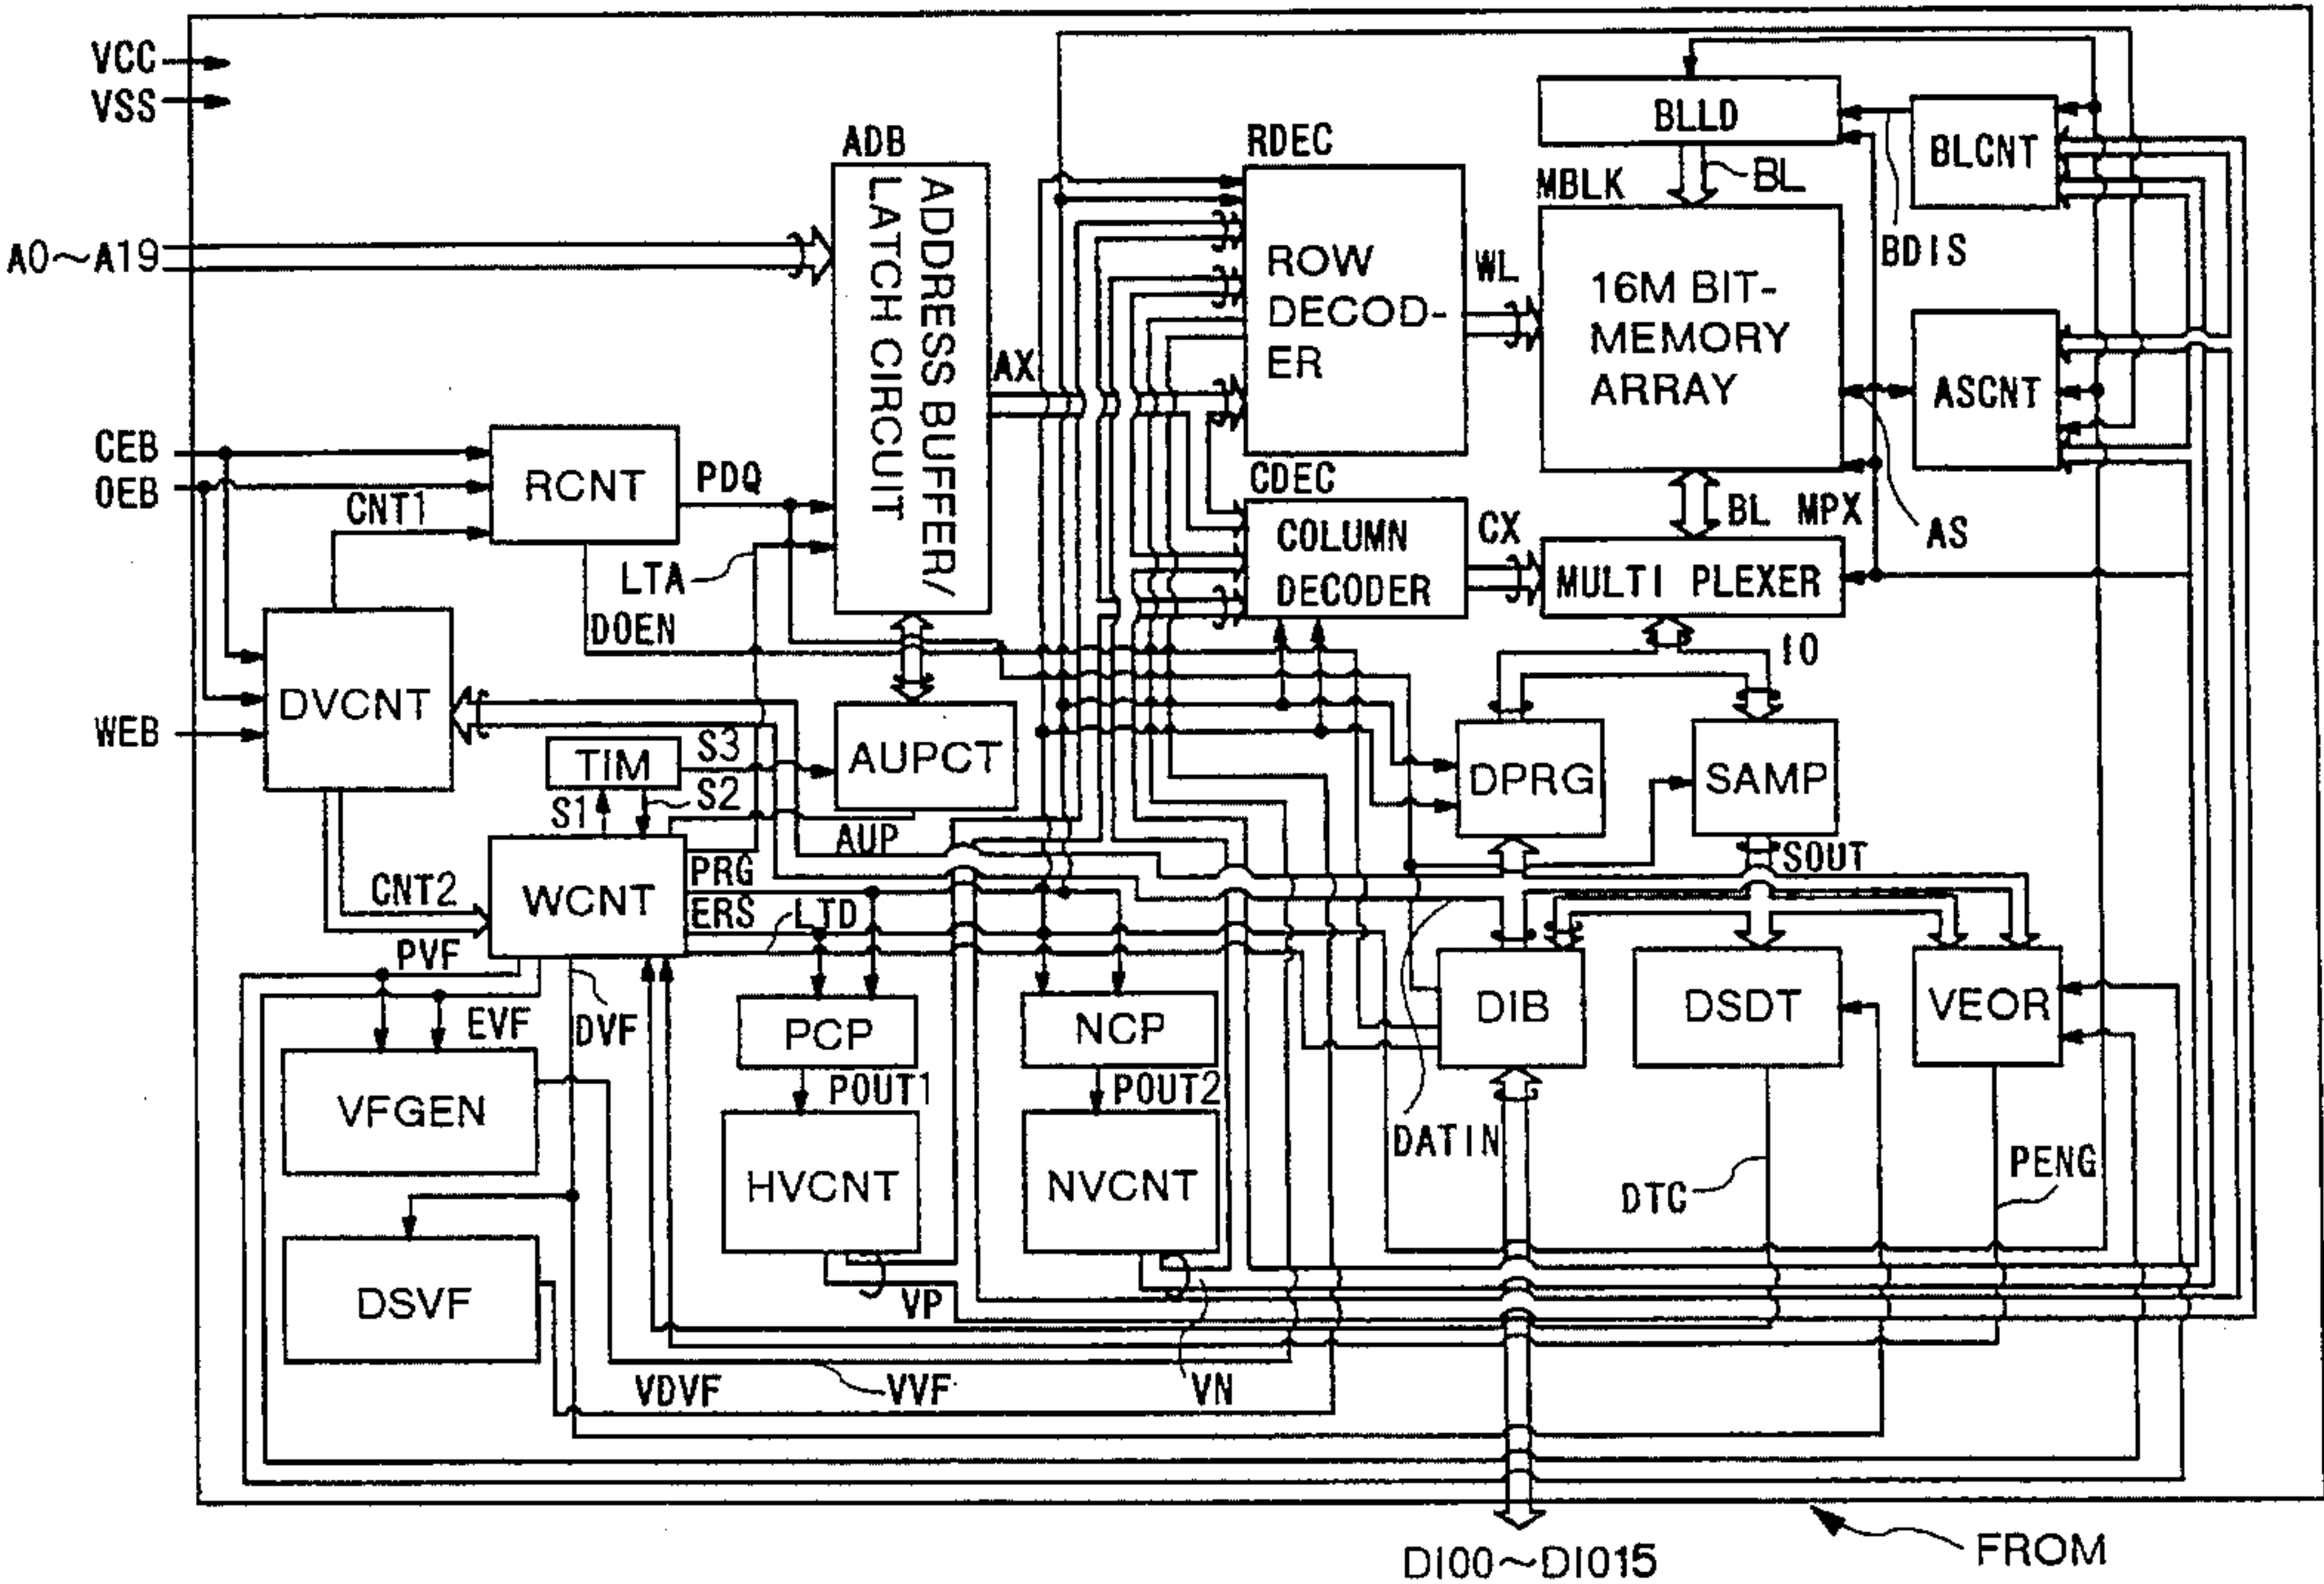 VCC
VSS
ADB
RDEC
BLLD
BLCNT
MBLK
BL
BDIS
A0~A19
ADDRESS BUFFER/
LATCH CIRCUIT
ROW
DECOD-
ER
WL
16M BIT-
MEMORY
ARRAY
AX
ASCNT
CEB
OEB
RCNT
PDQ
CNT1
CDEC
BL
MPX
AS
COLUMN
DECODER
CX
MULTI PLEXER
LTA
DOEN
IO
DVCNT
WEB
TIM
S3
S2
S1
AUPCT
DPRG
SAMP
AUP
SOUT
PRG
CNT2
WCNT
ERS
LTD
PVF
DIB
DSDT
VEOR
EVF
DVF
PCP
NCP
VFGEN
POUT1
POUT2
DATIN
PENG
HVCNT
NVCNT
DTC
DSVF
VP
VDVF
VVF
VN
DIO0~DIO15
FROM